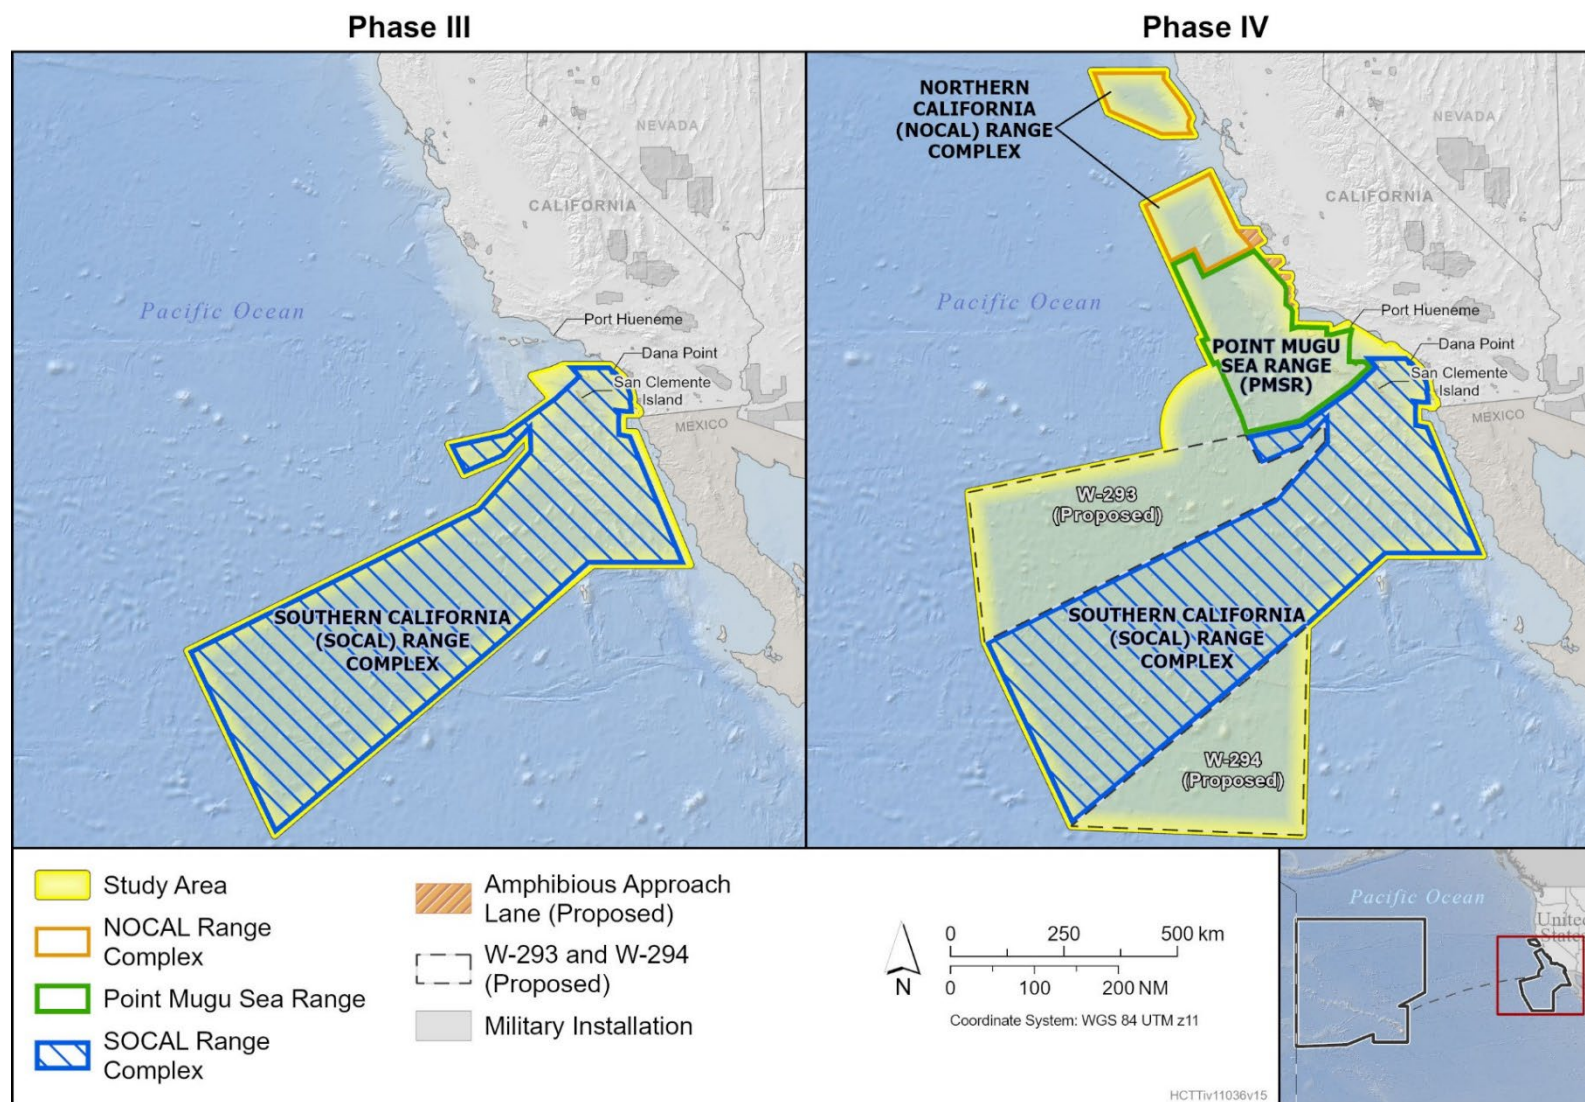 Phase III
Phase IV
NEVADA
CALIFORNIA
Pacific Ocean
Port Hueneme
Dana Point
San Clemente
Island
MEXICO
SOUTHERN CALIFORNIA
(SOCAL) RANGE
COMPLEX
NORTHERN
CALIFORNIA
(NOCAL) RANGE
COMPLEX
NEVADA
CALIFORNIA
Pacific Ocean
Port Hueneme
POINT MUGU
SEA RANGE
(PMSR)
Dana Point
San Clemente
Island
MEXICO
W-293
(Proposed)
SOUTHERN CALIFORNIA
(SOCAL) RANGE
COMPLEX
W-294
(Proposed)
Study Area
NOCAL Range
Complex
Point Mugu Sea Range
SOCAL Range
Complex
Amphibious Approach
Lane (Proposed)
W-293 and W-294
(Proposed)
Military Installation
N
0 250 500 km
0 100 200 NM
Coordinate System: WGS 84 UTM z11
HCTTiv11036v15
Pacific Ocean
United
States